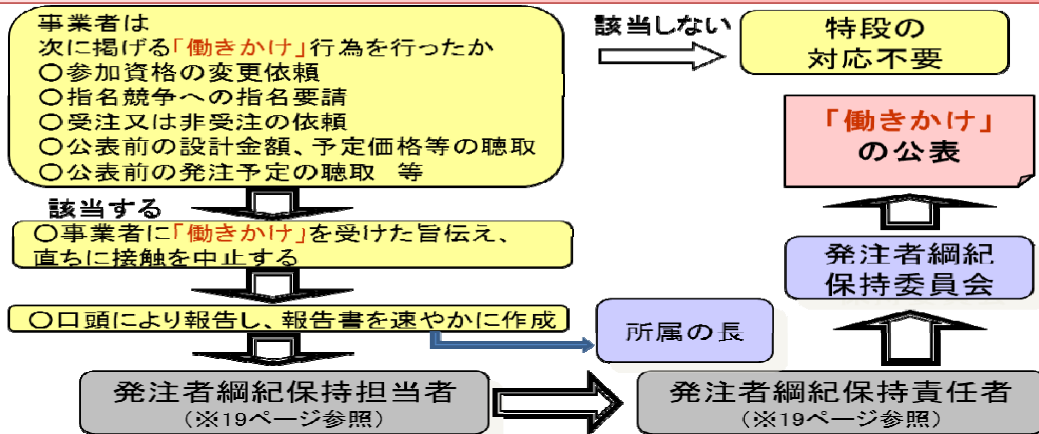 事業者は
次に掲げる「働きかけ」行為を行ったか
○参加資格の変更依頼
○指名競争への指名要請
○受注又は非受注の依頼
○公表前の設計金額、予定価格等の聴取
○公表前の発注予定の聴取　等
該当しない
特段の
対応不要
該当する
○事業者に「働きかけ」を受けた旨伝え、
直ちに接触を中止する
○口頭により報告し、報告書を速やかに作成
所属の長
発注者綱紀保持担当者
（※19ページ参照）
発注者綱紀保持責任者
（※19ページ参照）
発注者綱紀
保持委員会
「働きかけ」
の公表